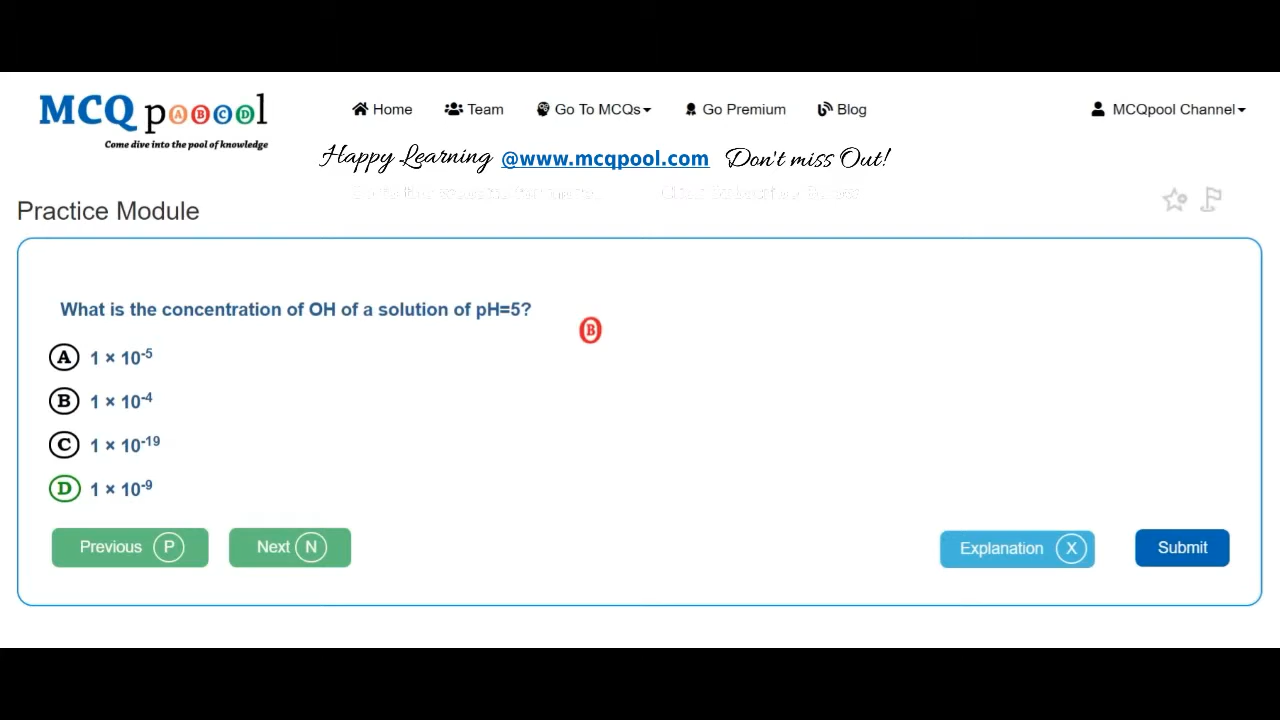 MCQ pABCDl
Come dive into the pool of knowledge
Home Team Go To MCQs Go Premium Blog MCQpool Channel
Happy Learning @www.mcqpool.com Don't miss Out!
Practice Module
What is the concentration of OH of a solution of pH=5?
B
A 1 × 10⁻⁵
B 1 × 10⁻⁴
C 1 × 10⁻¹⁹
D 1 × 10⁻⁹
Previous P Next N Explanation X Submit